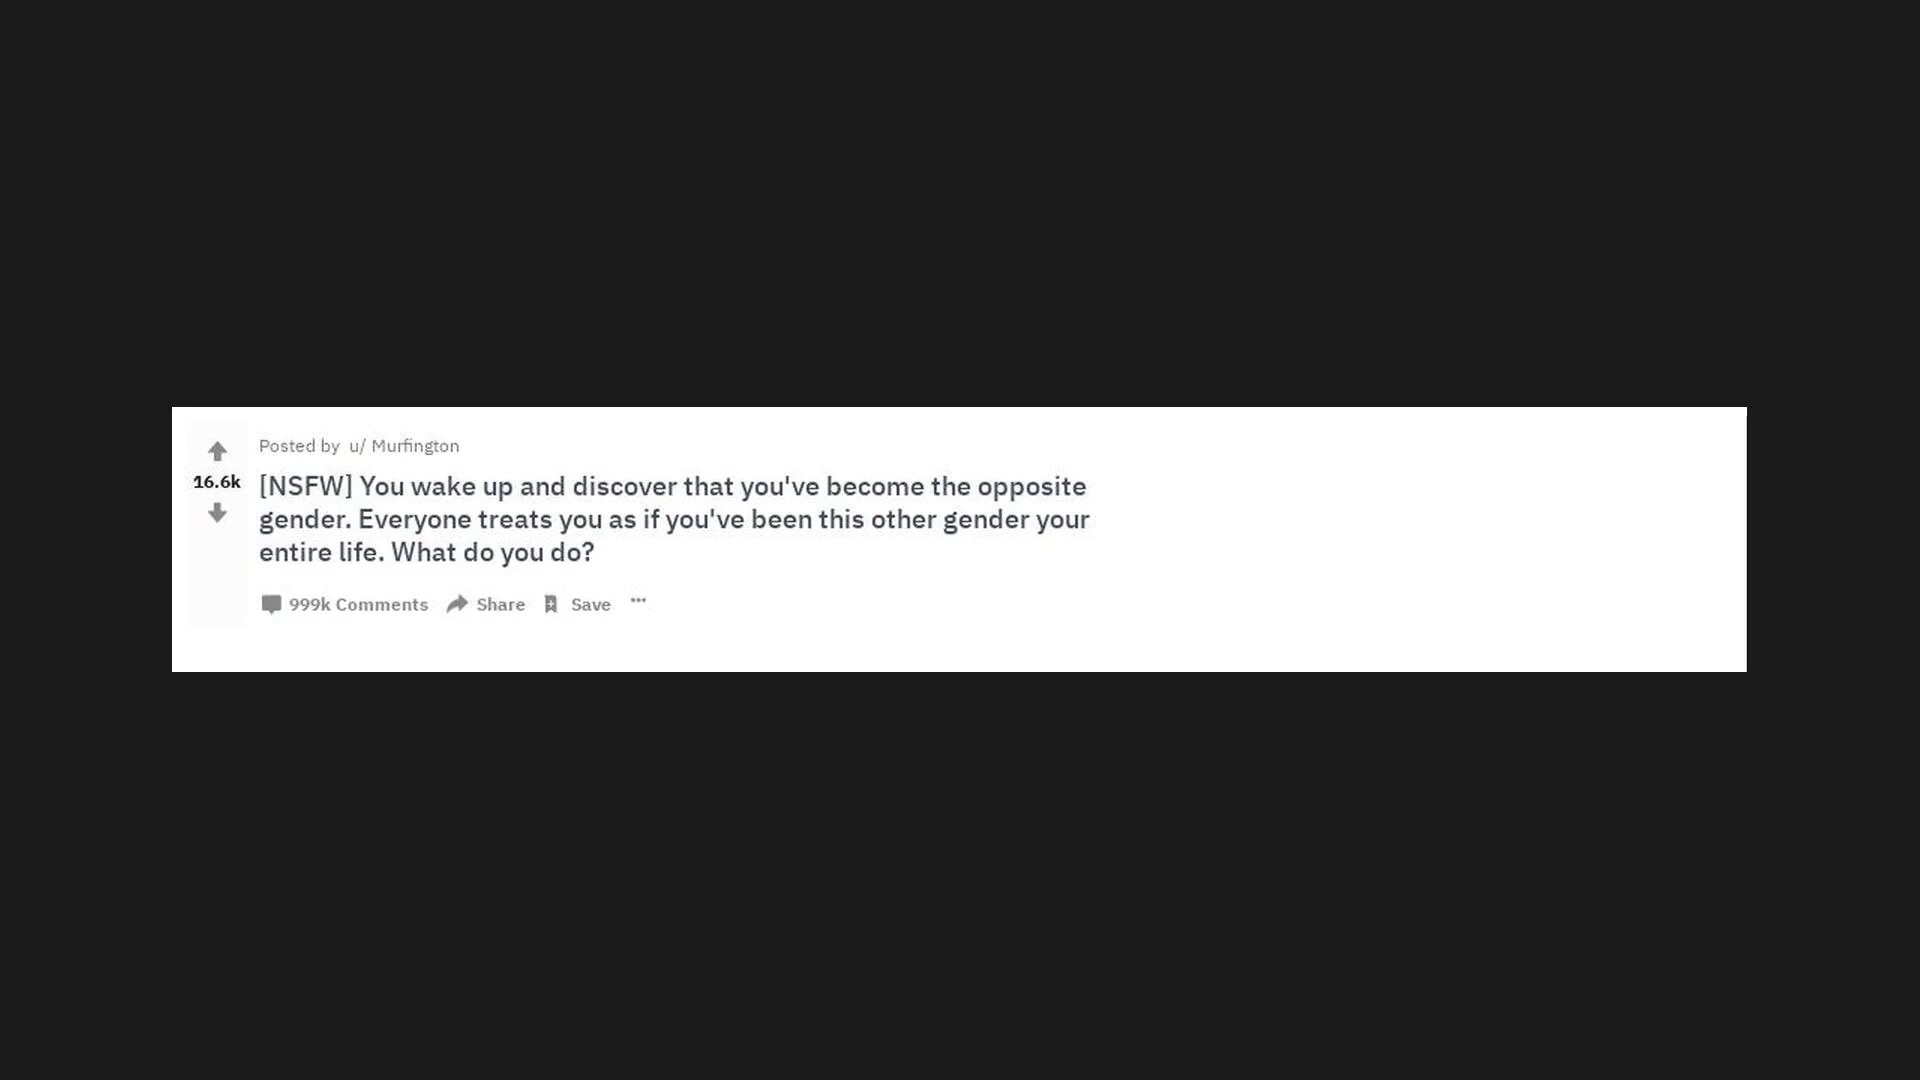 Posted by u/ Murfington
16.6k
[NSFW] You wake up and discover that you've become the opposite
gender. Everyone treats you as if you've been this other gender your
entire life. What do you do?
999k Comments Share Save ...